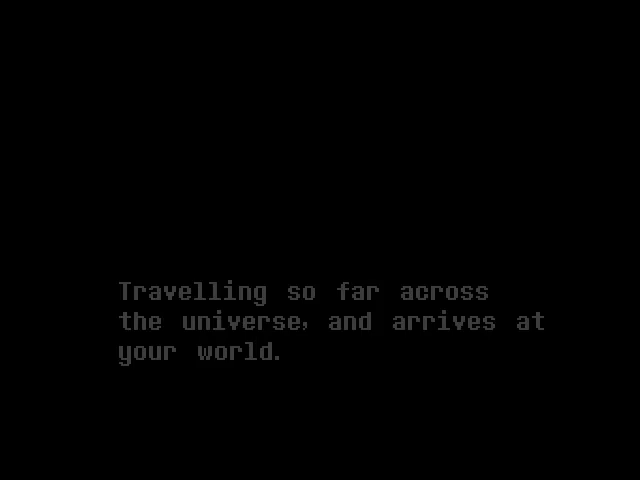 Travelling so far across
the universe, and arrives at
your world.